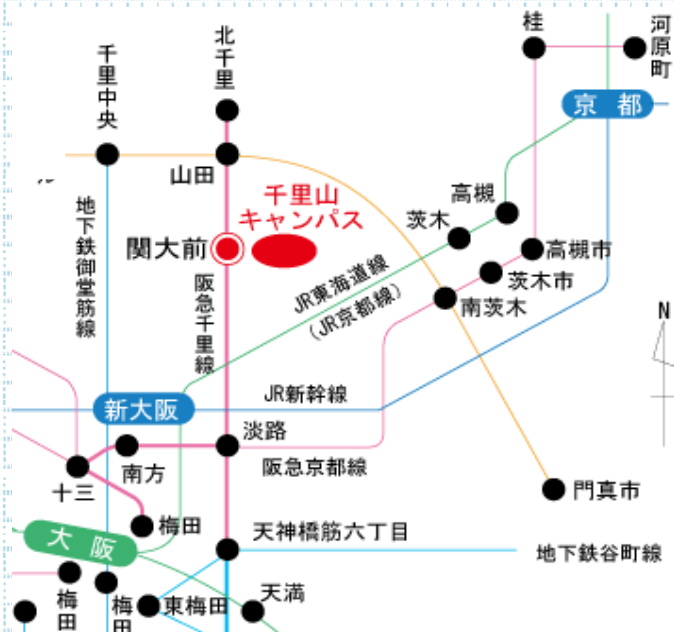 北千里
桂
河原町
千里中央
京都
山田
高槻
千里山
キャンパス
茨木
関大前
高槻市
茨木市
南茨木
地下鉄御堂筋線
阪急千里線
JR東海道線
(JR京都線)
N
JR新幹線
新大阪
淡路
阪急京都線
南方
十三
門真市
梅田
天神橋筋六丁目
大阪
地下鉄谷町線
梅田
梅田
東梅田
天満